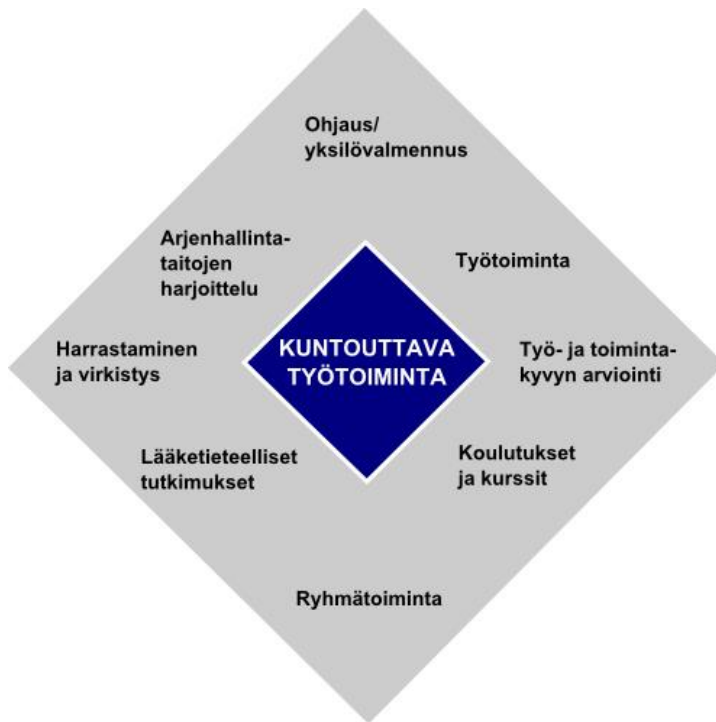 Ohjaus/
yksilövalmennus
Arjenhallinta-
taitojen
harjoittelu
Työtoiminta
Harrastaminen
ja virkistys
KUNTOUTTAVA
TYÖTOIMINTA
Työ- ja toiminta-
kyvyn arviointi
Lääketieteelliset
tutkimukset
Koulutukset
ja kurssit
Ryhmätoiminta